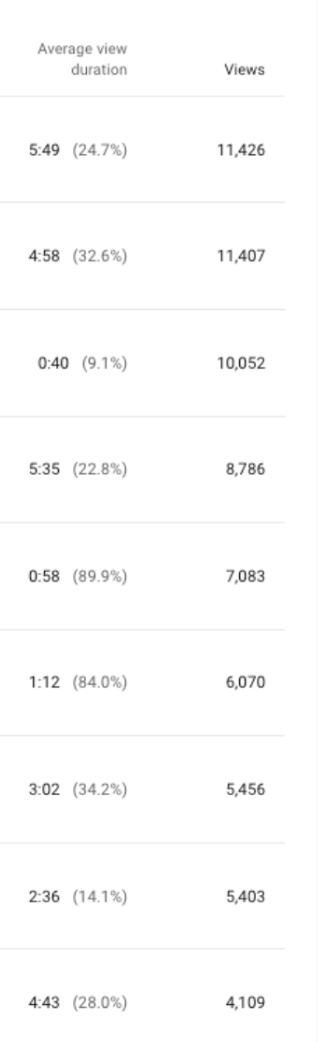 Average view
duration Views
5:49 (24.7%) 11,426
4:58 (32.6%) 11,407
0:40 (9.1%) 10,052
5:35 (22.8%) 8,786
0:58 (89.9%) 7,083
1:12 (84.0%) 6,070
3:02 (34.2%) 5,456
2:36 (14.1%) 5,403
4:43 (28.0%) 4,109